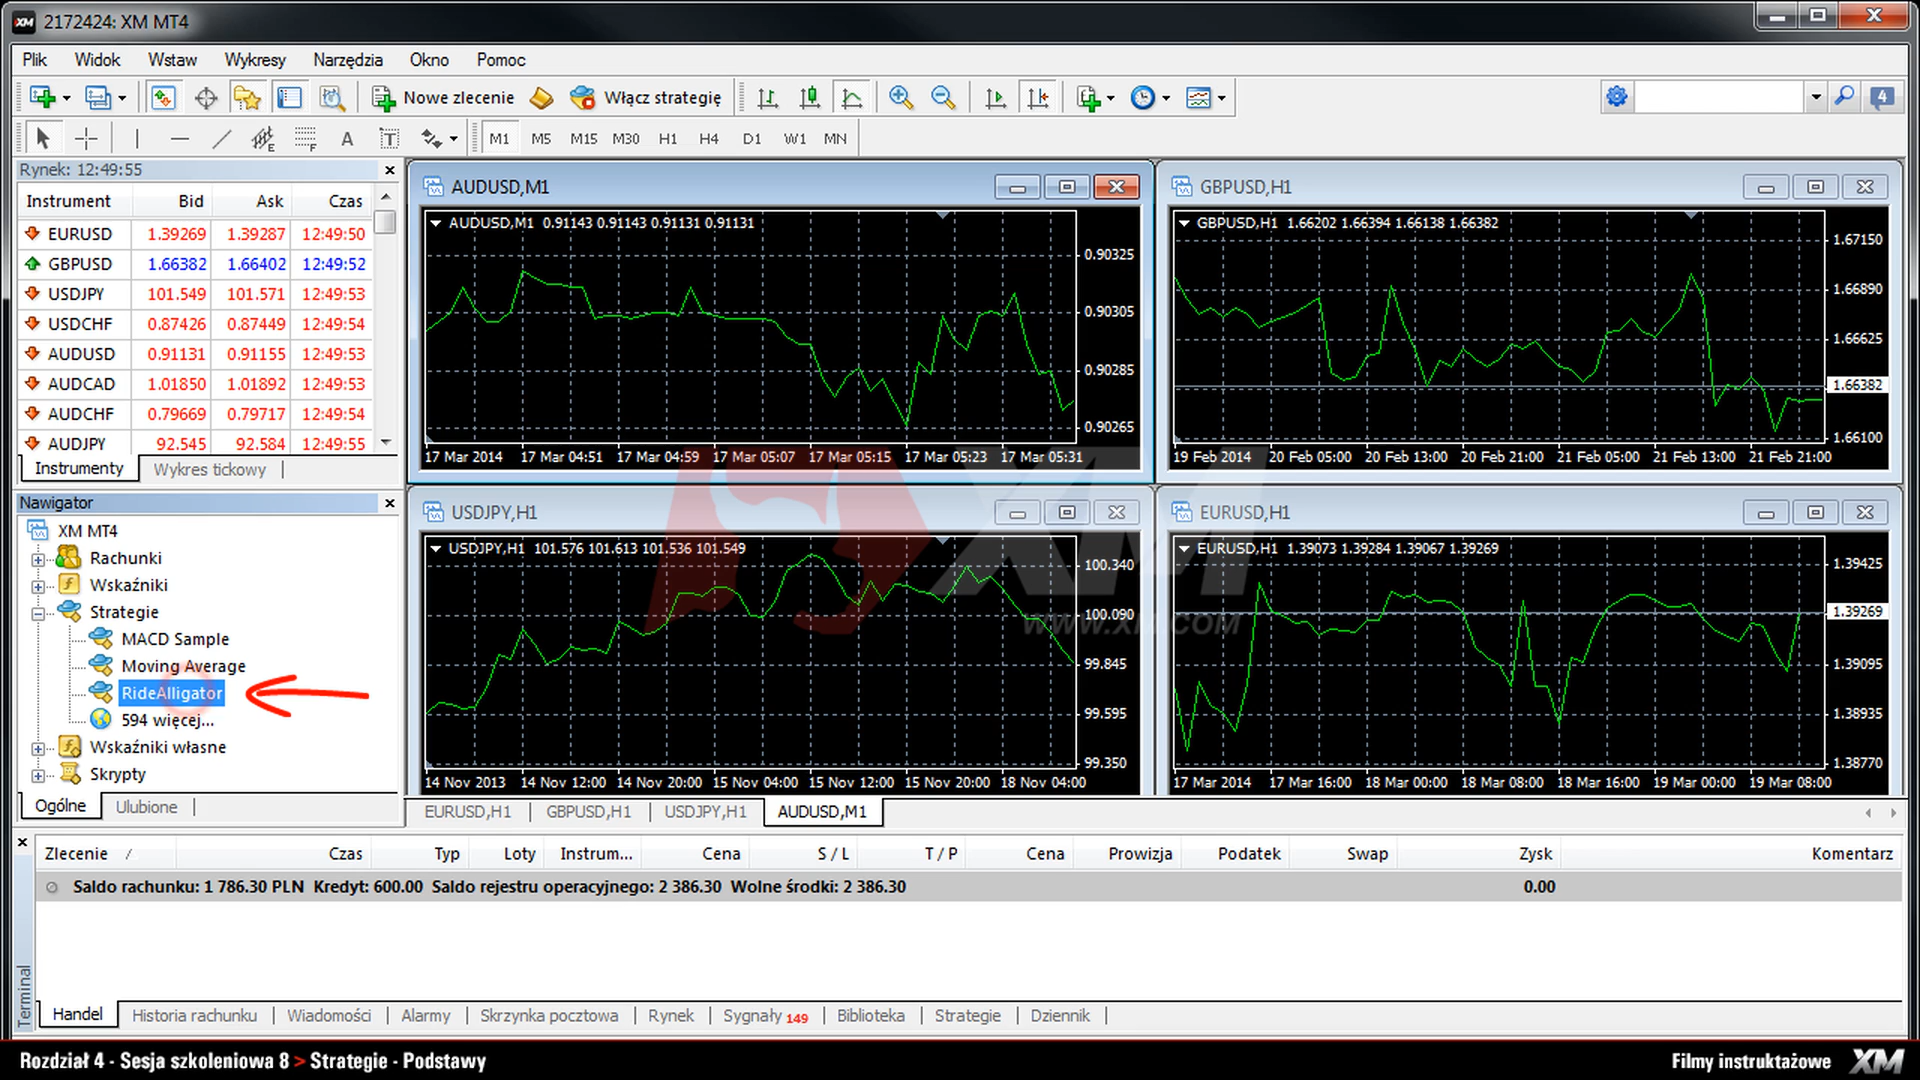 XM 2172424: XM MT4
Plik Widok Wstaw Wykresy Narzędzia Okno Pomoc
Nowe zlecenie Włącz strategię 4
A T M1 M5 M15 M30 H1 H4 D1 W1 MN
Rynek: 12:49:55
Instrument Bid Ask Czas
EURUSD 1.39269 1.39287 12:49:50
GBPUSD 1.66382 1.66402 12:49:52
USDJPY 101.549 101.571 12:49:53
USDCHF 0.87426 0.87449 12:49:54
AUDUSD 0.91131 0.91155 12:49:53
AUDCAD 1.01850 1.01892 12:49:53
AUDCHF 0.79669 0.79717 12:49:54
AUDJPY 92.545 92.584 12:49:55
Instrumenty Wykres tickowy
Nawigator
XM MT4
Rachunki
Wskaźniki
Strategie
MACD Sample
Moving Average
RideAlligator
594 więcej...
Wskaźniki własne
Skrypty
Ogólne Ulubione
AUDUSD,M1
AUDUSD,M1 0.91143 0.91143 0.91131 0.91131
0.90325
0.90305
0.90285
0.90265
17 Mar 2014 17 Mar 04:51 17 Mar 04:59 17 Mar 05:07 17 Mar 05:15 17 Mar 05:23 17 Mar 05:31
GBPUSD,H1
GBPUSD,H1 1.66202 1.66394 1.66138 1.66382
1.67150
1.66890
1.66625
1.66382
1.66100
19 Feb 2014 20 Feb 05:00 20 Feb 13:00 20 Feb 21:00 21 Feb 05:00 21 Feb 13:00 21 Feb 21:00
USDJPY,H1
USDJPY,H1 101.576 101.613 101.536 101.549
100.340
100.090
99.845
99.595
99.350
14 Nov 2013 14 Nov 12:00 14 Nov 20:00 15 Nov 04:00 15 Nov 12:00 15 Nov 20:00 18 Nov 04:00
EURUSD,H1
EURUSD,H1 1.39073 1.39284 1.39067 1.39269
1.39425
1.39269
1.39095
1.38935
1.38770
17 Mar 2014 17 Mar 16:00 18 Mar 00:00 18 Mar 08:00 18 Mar 16:00 19 Mar 00:00 19 Mar 08:00
XM
WWW.XM.COM
EURUSD,H1 GBPUSD,H1 USDJPY,H1 AUDUSD,M1
Zlecenie / Czas Typ Loty Instrum... Cena S / L T / P Cena Prowizja Podatek Swap Zysk Komentarz
Saldo rachunku: 1 786.30 PLN Kredyt: 600.00 Saldo rejestru operacyjnego: 2 386.30 Wolne środki: 2 386.30 0.00
Terminal
Handel Historia rachunku Wiadomości Alarmy Skrzynka pocztowa Rynek Sygnały 149 Biblioteka Strategie Dziennik
Rozdział 4 - Sesja szkoleniowa 8 > Strategie - Podstawy Filmy instruktażowe XM